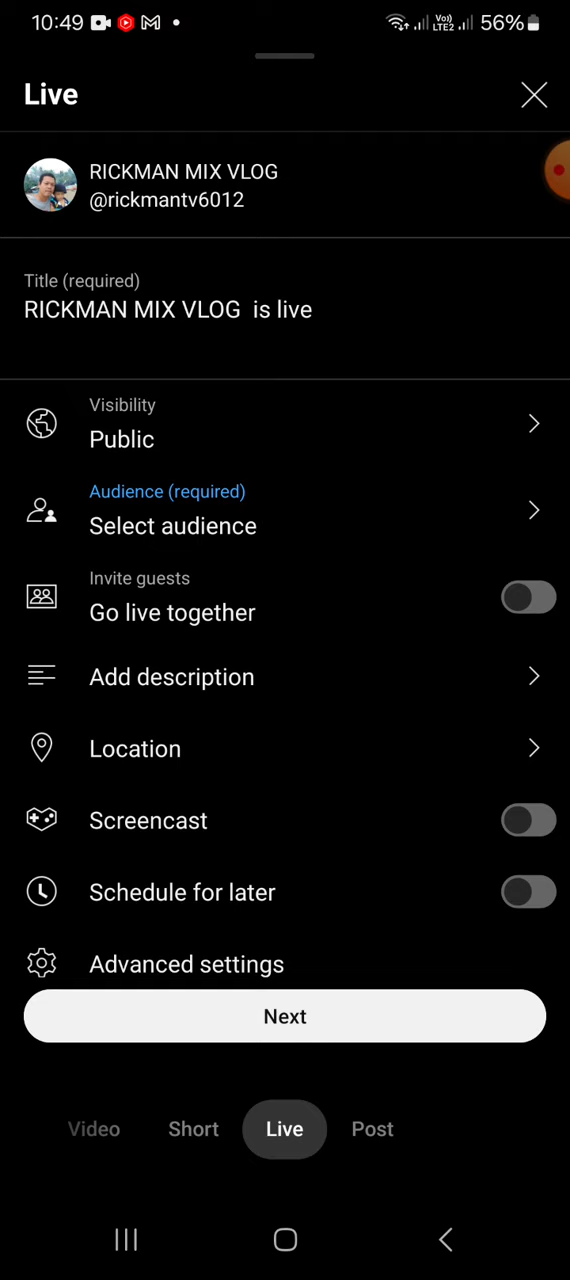 10:49
Vo))
LTE2
56%
Live
RICKMAN MIX VLOG
@rickmantv6012
Title (required)
RICKMAN MIX VLOG  is live
Visibility
Public
Audience (required)
Select audience
Invite guests
Go live together
Add description
Location
Screencast
Schedule for later
Advanced settings
Next
Video
Short
Live
Post